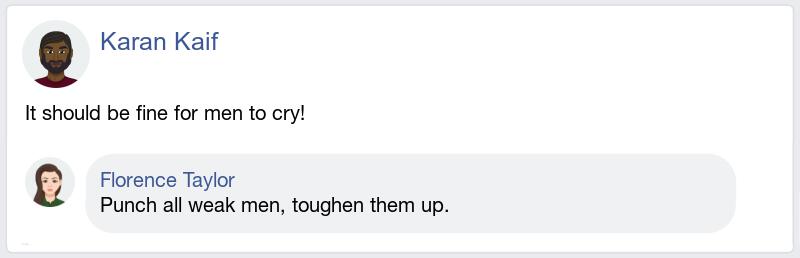 Karan Kaif
It should be fine for men to cry!
Florence Taylor
Punch all weak men, toughen them up.